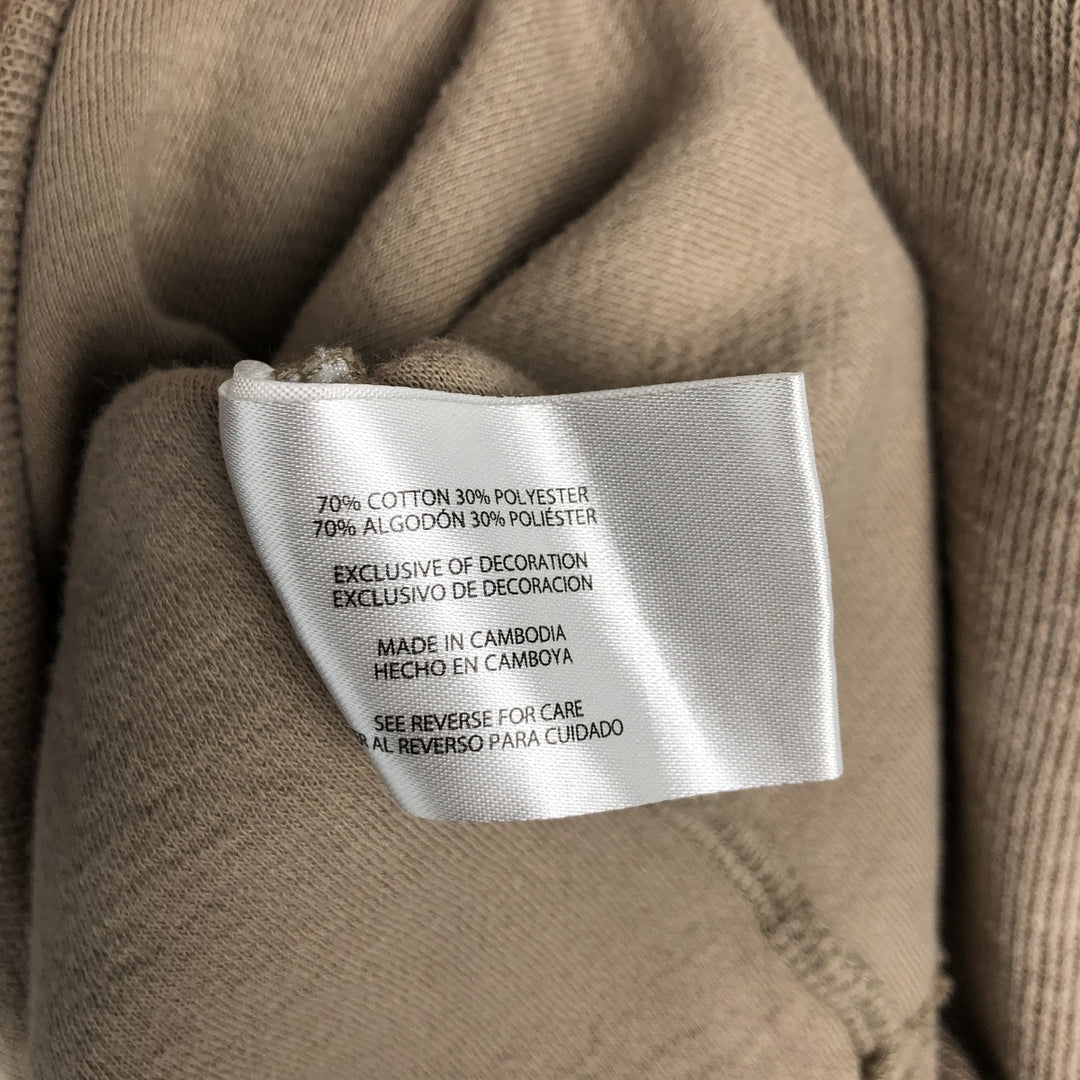 70% COTTON 30% POLYESTER
70% ALGODÓN 30% POLIÉSTER
EXCLUSIVE OF DECORATION
EXCLUSIVO DE DECORACION
MADE IN CAMBODIA
HECHO EN CAMBOYA
SEE REVERSE FOR CARE
AL REVERSO PARA CUIDADO